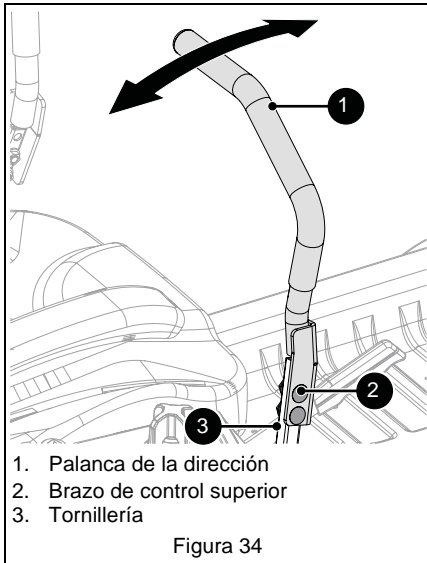 1
2
3
1. Palanca de la dirección
2. Brazo de control superior
3. Tornillería
Figura 34